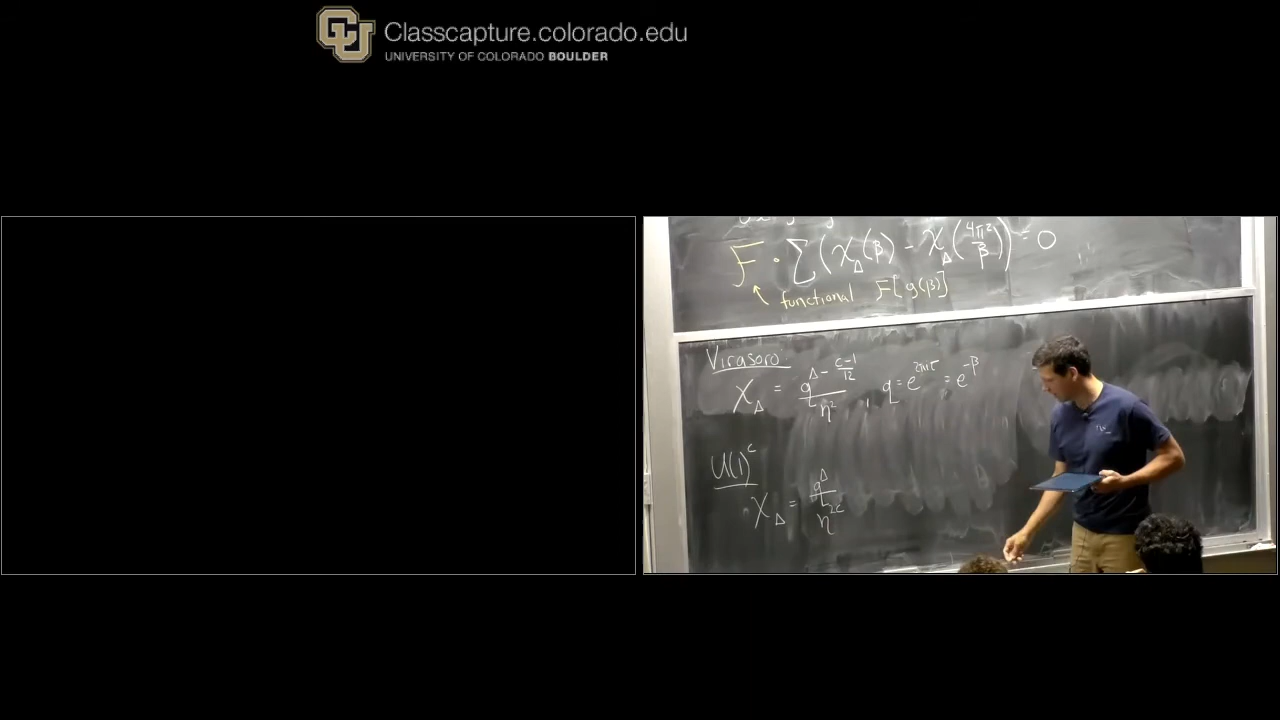 Classcapture.colorado.edu
UNIVERSITY OF COLORADO BOULDER
F · Σ (χ_Δ(β) - χ_Δ(4π²/β)) = 0
functional F[g(β)]
Virasoro
χ_Δ = q^{Δ - (c-1)/12} / η² , q = e^{2πiτ} = e^{-β}
U(1)^c
χ_Δ = q^Δ / η^{2c}